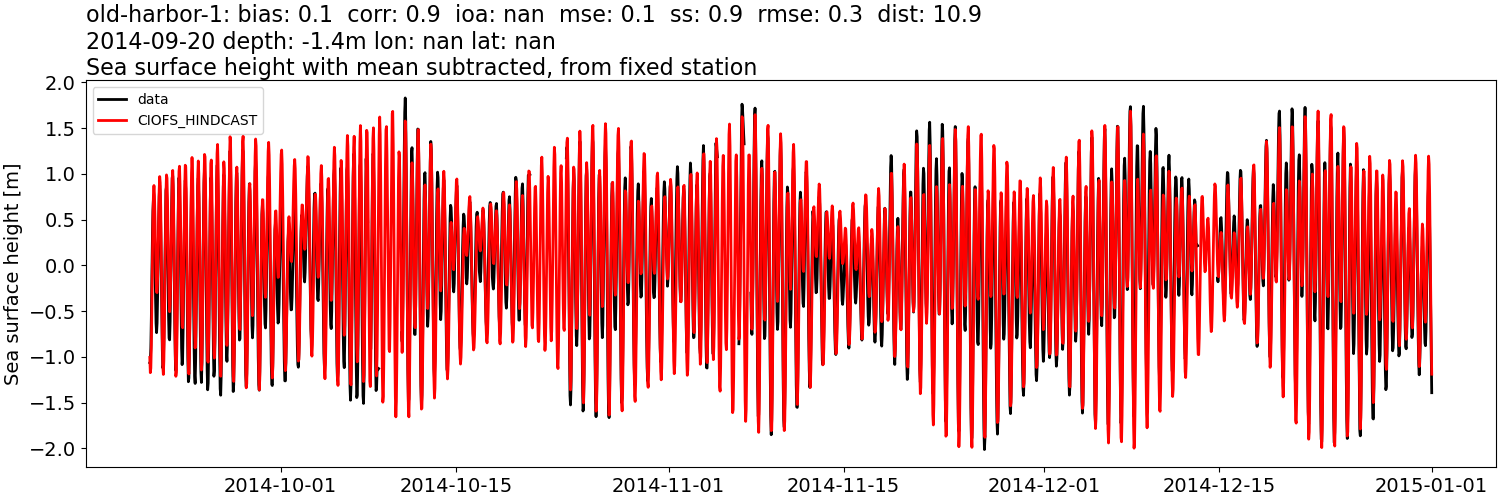 old-harbor-1: bias: 0.1  corr: 0.9  ioa: nan  mse: 0.1  ss: 0.9  rmse: 0.3  dist: 10.9
2014-09-20 depth: -1.4m lon: nan lat: nan
Sea surface height with mean subtracted, from fixed station
data
CIOFS_HINDCAST
Sea surface height [m]
2.0
1.5
1.0
0.5
0.0
−0.5
−1.0
−1.5
−2.0
2014-10-01
2014-10-15
2014-11-01
2014-11-15
2014-12-01
2014-12-15
2015-01-01